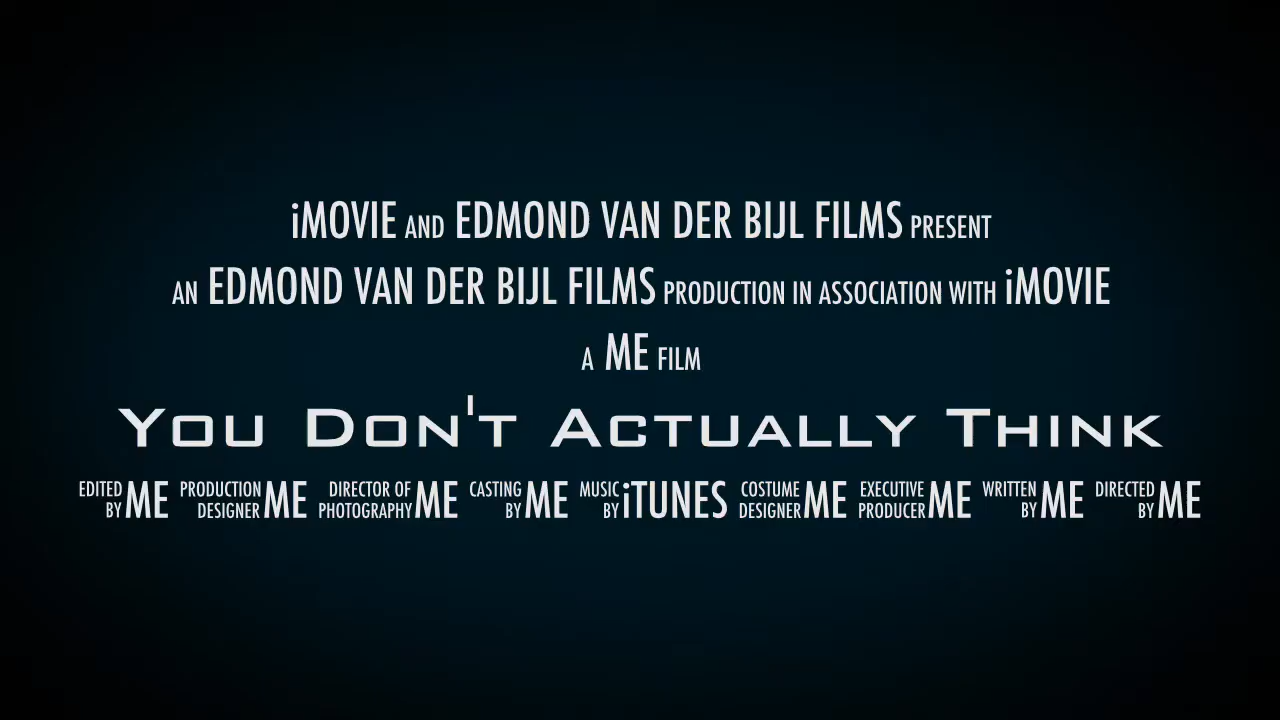 iMOVIE AND EDMOND VAN DER BIJL FILMS PRESENT
AN EDMOND VAN DER BIJL FILMS PRODUCTION IN ASSOCIATION WITH iMOVIE
A ME FILM
YOU DON'T ACTUALLY THINK
EDITED BY ME PRODUCTION DESIGNER ME DIRECTOR OF PHOTOGRAPHY ME CASTING BY ME MUSIC BY iTUNES COSTUME DESIGNER ME EXECUTIVE PRODUCER ME WRITTEN BY ME DIRECTED BY ME